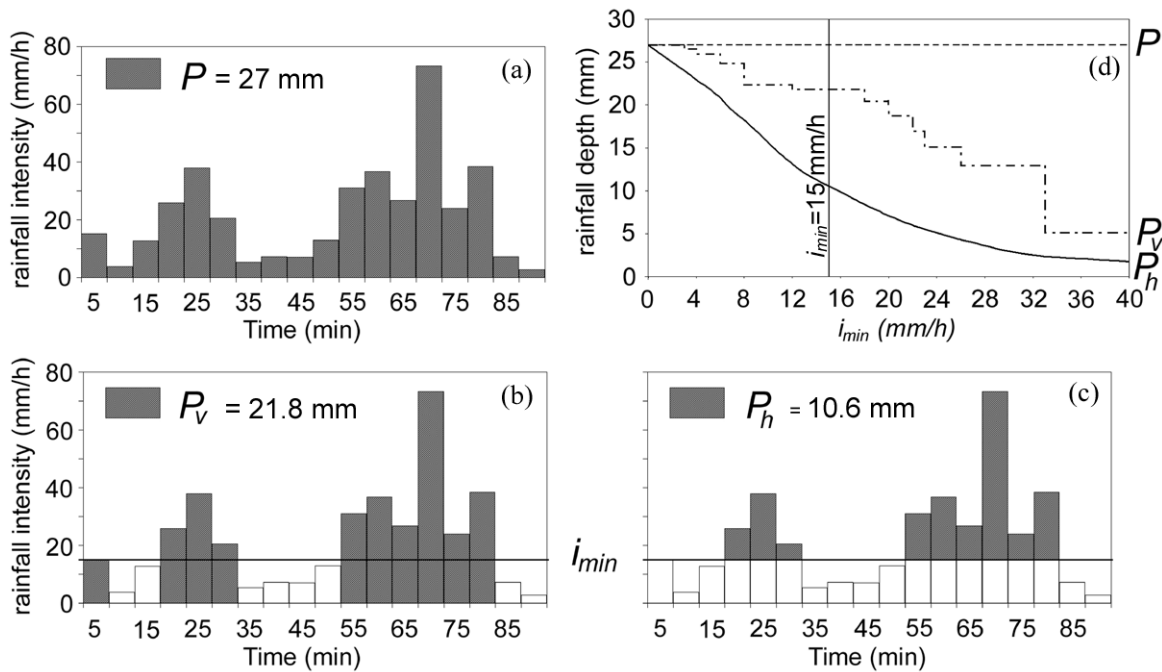 (a)
P = 27 mm
rainfall intensity (mm/h)
80
60
40
20
0
5 15 25 35 45 55 65 75 85
Time (min)
(d)
rainfall depth (mm)
30
25
20
15
10
5
0
i_min=15 mm/h
P
P_v
P_h
0 4 8 12 16 20 24 28 32 36 40
i_min (mm/h)
(b)
P_v = 21.8 mm
rainfall intensity (mm/h)
80
60
40
20
0
5 15 25 35 45 55 65 75 85
Time (min)
i_min
(c)
P_h = 10.6 mm
5 15 25 35 45 55 65 75 85
Time (min)